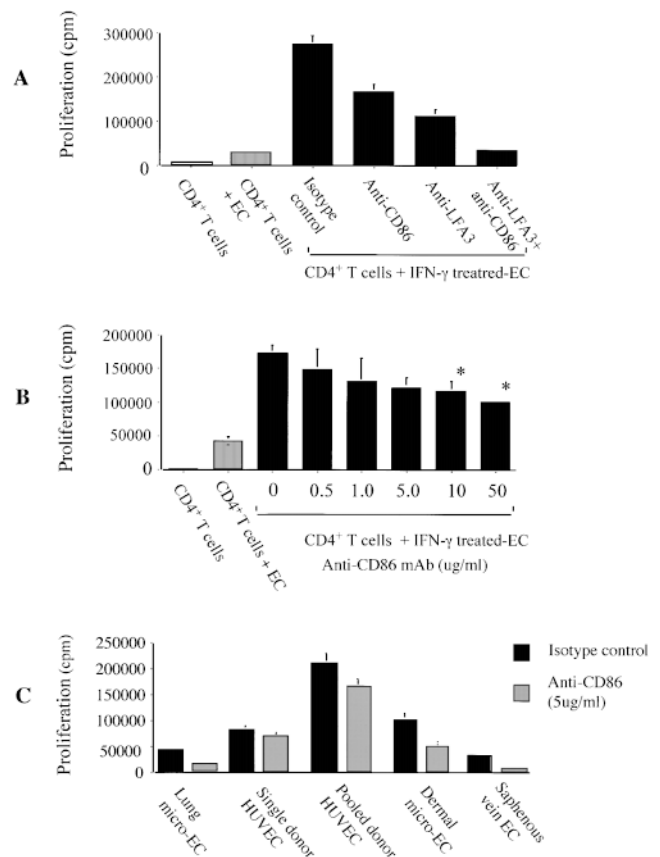 A
Proliferation (cpm)
300000
200000
100000
0
CD4+ T cells
CD4+ T cells
+ EC
Isotype
control
Anti-CD86
Anti-LFA3
Anti-LFA3+
anti-CD86
CD4+ T cells + IFN-γ treatred-EC
B
Proliferation (cpm)
200000
150000
100000
50000
0
*
*
CD4+ T cells
CD4+ T cells + EC
0 0.5 1.0 5.0 10 50
CD4+ T cells + IFN-γ treated-EC
Anti-CD86 mAb (ug/ml)
C
Proliferation (cpm)
250000
200000
150000
100000
50000
0
Isotype control
Anti-CD86
(5ug/ml)
Lung
micro-EC
Single donor
HUVEC
Pooled donor
HUVEC
Dermal
micro-EC
Saphenous
vein EC